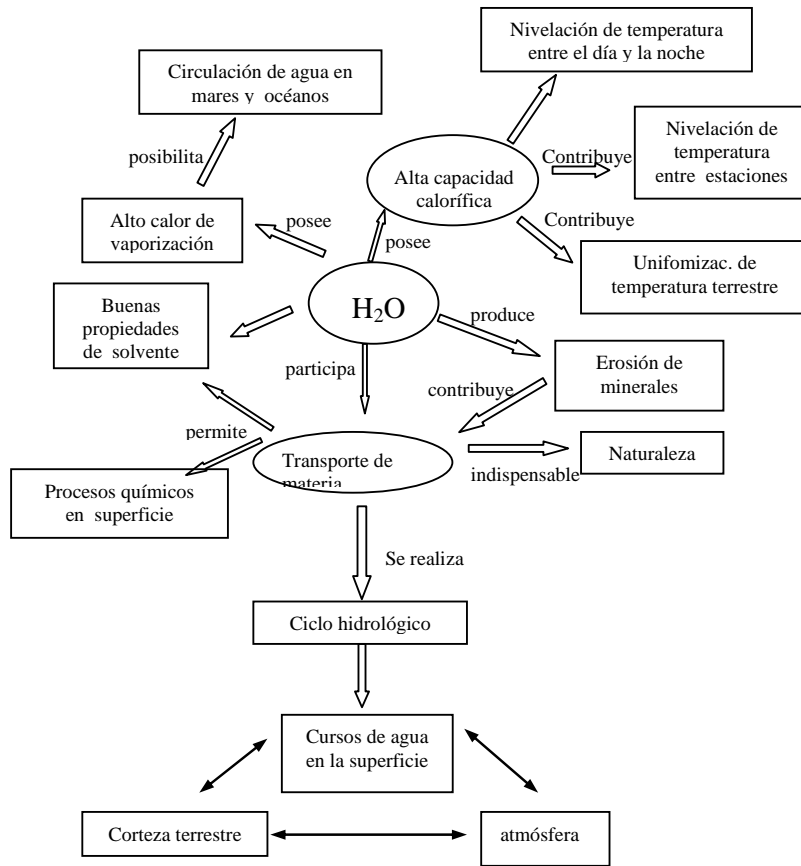 Nivelación de temperatura
entre el día y la noche
Circulación de agua en
mares y océanos
posibilita
Contribuye
Nivelación de
temperatura
entre estaciones
Alta capacidad
calorífica
Alto calor de
vaporización
posee
posee
Contribuye
Unifomizac. de
temperatura terrestre
Buenas
propiedades
de solvente
H₂O
produce
participa
Erosión de
minerales
contribuye
permite
Transporte de
materia
indispensable
Naturaleza
Procesos químicos
en superficie
Se realiza
Ciclo hidrológico
Cursos de agua
en la superficie
Corteza terrestre
atmósfera